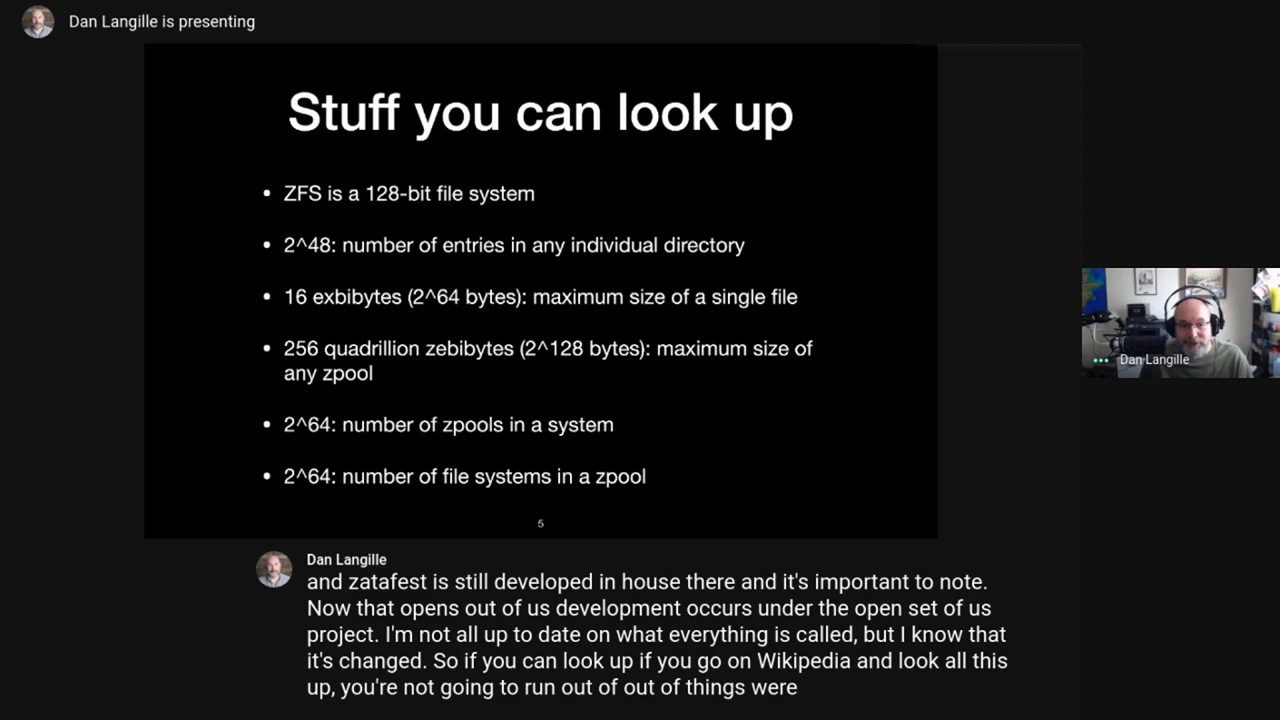 Dan Langille is presenting
Stuff you can look up
• ZFS is a 128-bit file system
• 2^48: number of entries in any individual directory
• 16 exbibytes (2^64 bytes): maximum size of a single file
• 256 quadrillion zebibytes (2^128 bytes): maximum size of
any zpool
• 2^64: number of zpools in a system
• 2^64: number of file systems in a zpool
5
Dan Langille
Dan Langille
and zatafest is still developed in house there and it's important to note.
Now that opens out of us development occurs under the open set of us
project. I'm not all up to date on what everything is called, but I know that
it's changed. So if you can look up if you go on Wikipedia and look all this
up, you're not going to run out of out of things were